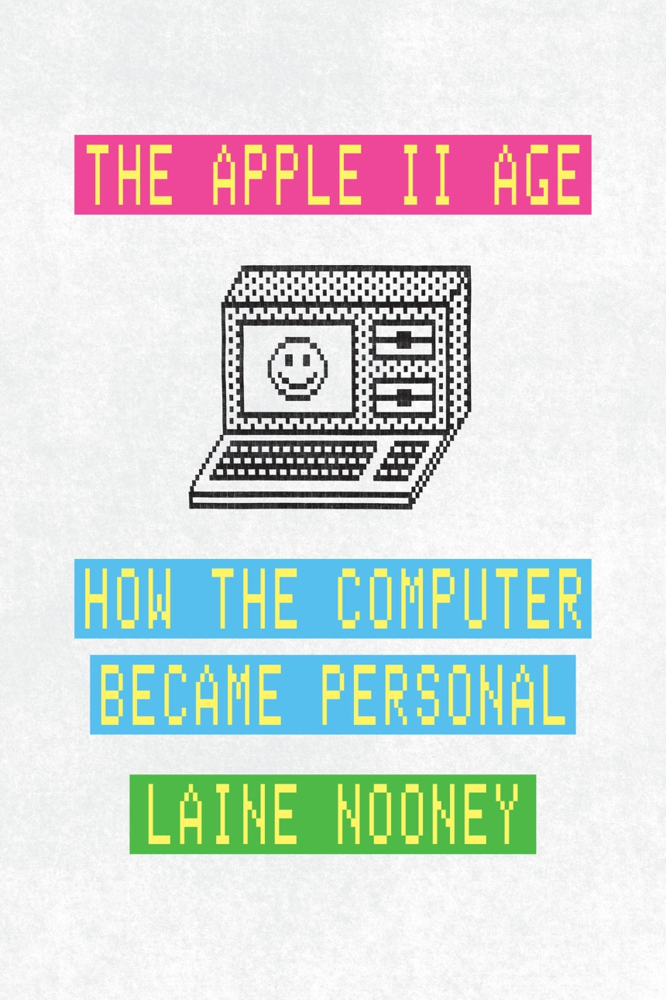 THE APPLE II AGE
HOW THE COMPUTER
BECAME PERSONAL
LAINE NOONEY